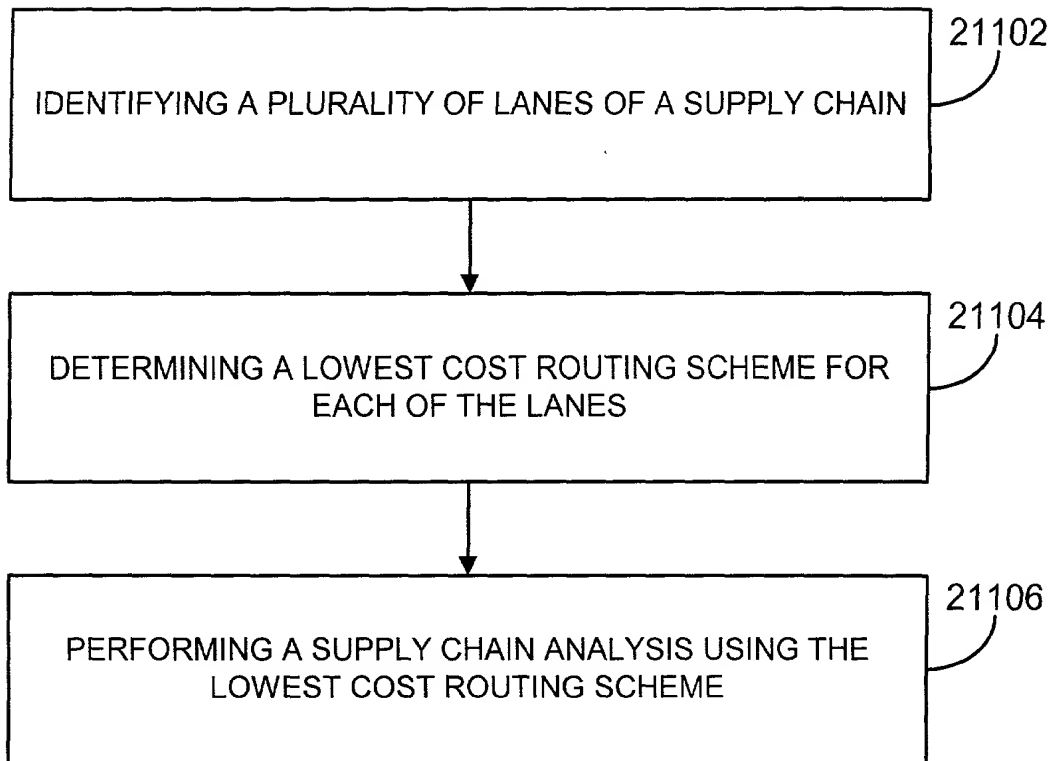 21102
IDENTIFYING A PLURALITY OF LANES OF A SUPPLY CHAIN
21104
DETERMINING A LOWEST COST ROUTING SCHEME FOR
EACH OF THE LANES
21106
PERFORMING A SUPPLY CHAIN ANALYSIS USING THE
LOWEST COST ROUTING SCHEME